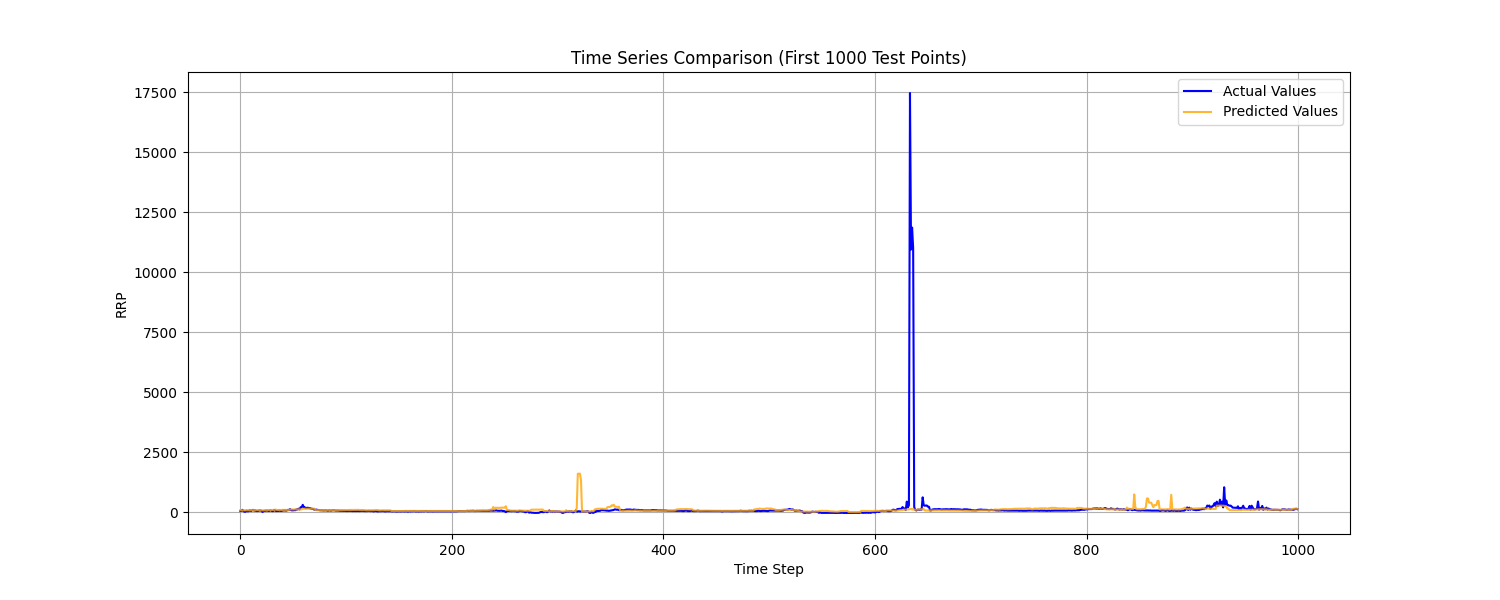 Time Series Comparison (First 1000 Test Points)
Actual Values
Predicted Values
17500
15000
12500
10000
7500
5000
2500
0
RRP
0 200 400 600 800 1000
Time Step